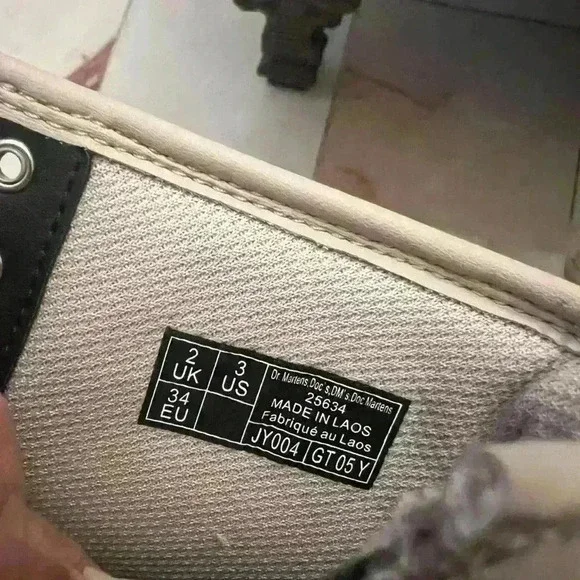 2 UK
3 US
34 EU
Dr Martens,Doc's,DM's,Doc Martens
25634
MADE IN LAOS
Fabriqué au Laos
JY004 GT 05 Y